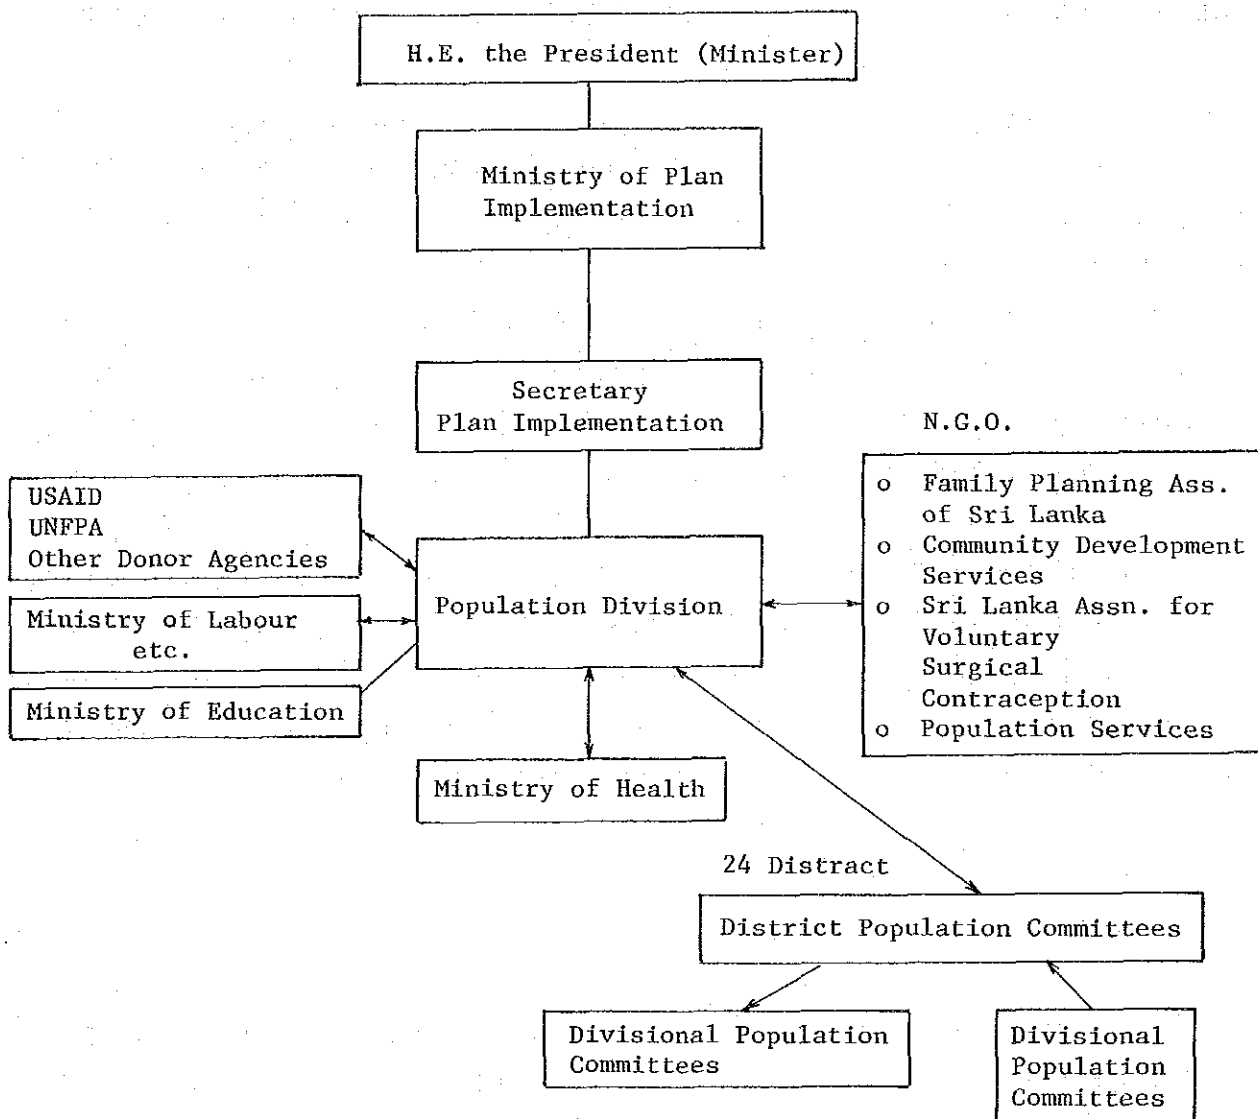 H.E. the President (Minister)
Ministry of Plan
Implementation
Secretary
Plan Implementation
N.G.O.
USAID
UNFPA
Other Donor Agencies
Ministry of Labour
etc.
Ministry of Education
Population Division
o Family Planning Ass.
of Sri Lanka
o Community Development
Services
o Sri Lanka Assn. for
Voluntary
Surgical
Contraception
o Population Services
Ministry of Health
24 Distract
District Population Committees
Divisional Population
Committees
Divisional
Population
Committees